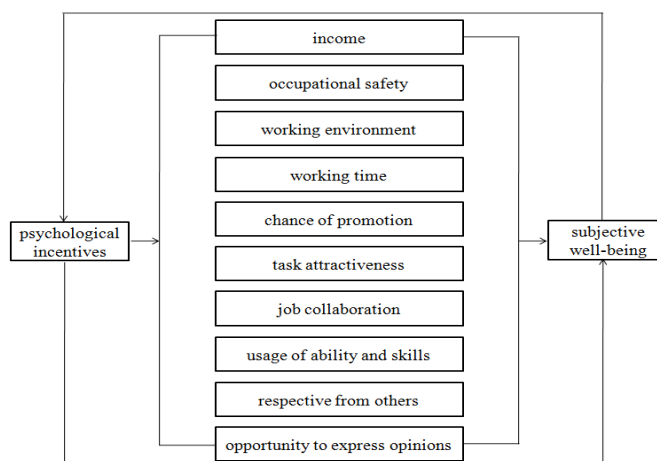 income
occupational safety
working environment
working time
chance of promotion
task attractiveness
job collaboration
usage of ability and skills
respective from others
opportunity to express opinions
psychological
incentives
subjective
well-being